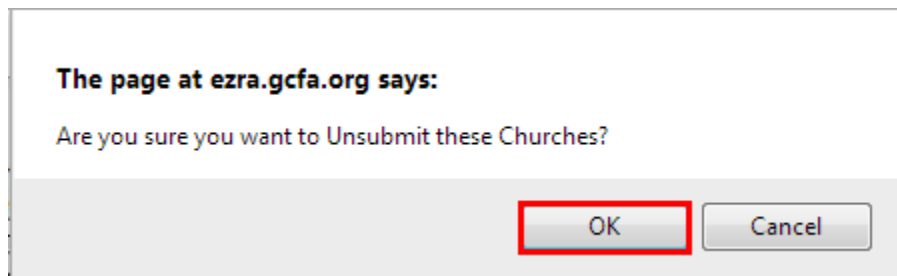 The page at ezra.gcfa.org says:
Are you sure you want to Unsubmit these Churches?
OK Cancel